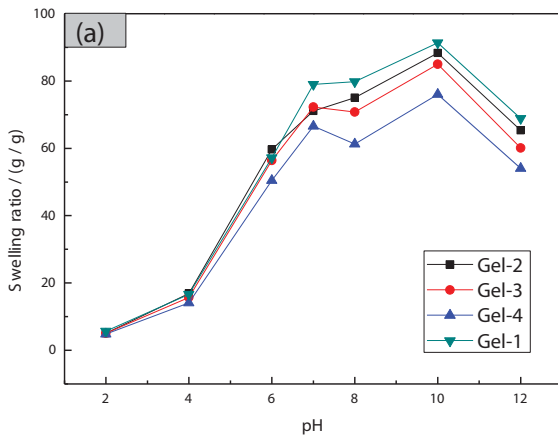 (a)
100
80
60
40
20
0
Swelling ratio / (g / g)
2 4 6 8 10 12
pH
Gel-2
Gel-3
Gel-4
Gel-1